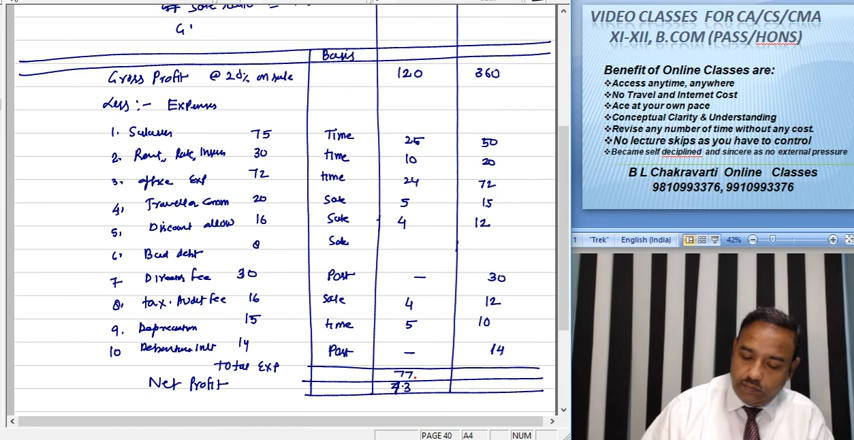 Basis
Gross Profit @ 20% on sale 120 360
Less :- Expenses
1. Salaries 75 Time 25 50
2. Rent, Rate, Insur 30 time 10 20
3. office Exp 72 time 24 72
4, Traveller Comm 20 Sale 5 15
5, Discount allow 16 Sale 4 12
6, Bad debt 8 Sale
7 Directors fee 30 Post — 30
8, tax. Audit fee 16 Sale 4 12
9. Depreciation 15 time 5 10
10 Debenture Int 14 Post — 14
Total Exp 77.
Net Profit 43
PAGE 40 A4 NUM
VIDEO CLASSES FOR CA/CS/CMA
XI-XII, B.COM (PASS/HONS)
Benefit of Online Classes are:
Access anytime, anywhere
No Travel and Internet Cost
Ace at your own pace
Conceptual Clarity & Understanding
Revise any number of time without any cost.
No lecture skips as you have to control
Became self deciplined and sincere as no external pressure
B L Chakravarti Online Classes
9810993376, 9910993376
1 "Trek" English (India) 42%